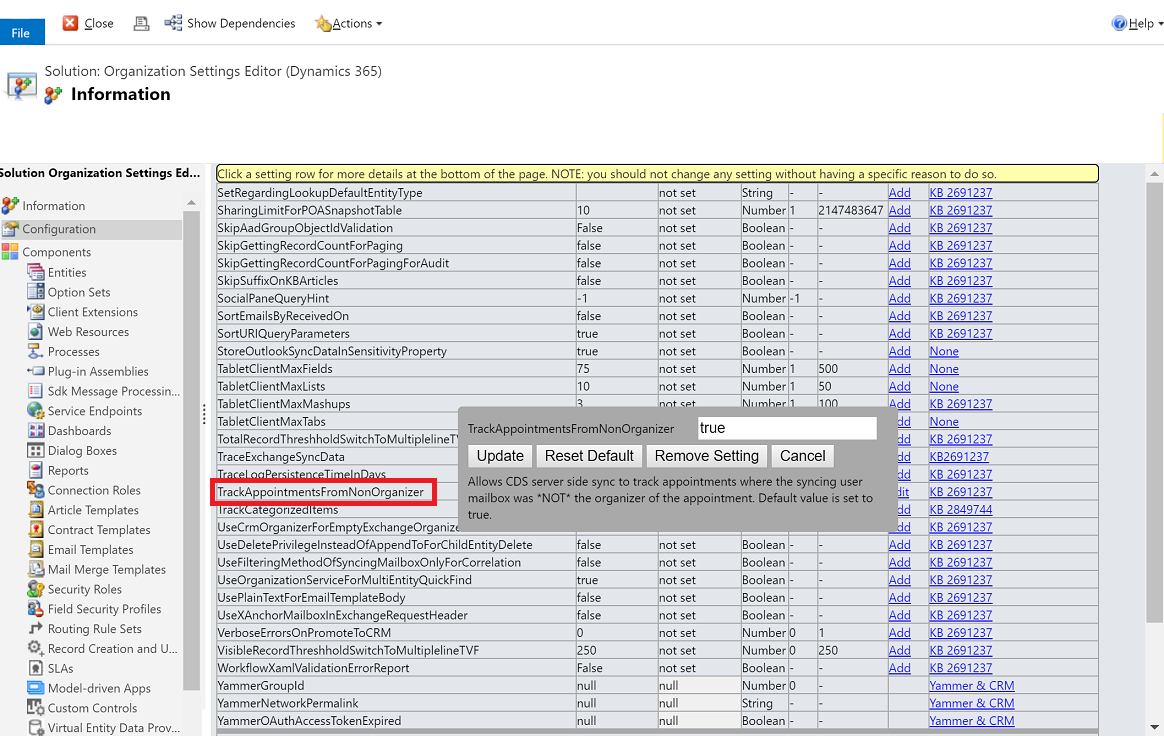 File
Close
Show Dependencies
Actions
Help
Solution: Organization Settings Editor (Dynamics 365)
Information
Solution Organization Settings Ed...
Information
Configuration
Components
Entities
Option Sets
Client Extensions
Web Resources
Processes
Plug-in Assemblies
Sdk Message Processin...
Service Endpoints
Dashboards
Dialog Boxes
Reports
Connection Roles
Article Templates
Contract Templates
Email Templates
Mail Merge Templates
Security Roles
Field Security Profiles
Routing Rule Sets
Record Creation and U...
SLAs
Model-driven Apps
Custom Controls
Virtual Entity Data Prov...
Click a setting row for more details at the bottom of the page. NOTE: you should not change any setting without having a specific reason to do so.
SetRegardingLookupDefaultEntityType not set String - - Add KB 2691237
SharingLimitForPOASnapshotTable 10 not set Number 1 2147483647 Add KB 2691237
SkipAadGroupObjectIdValidation False not set Boolean - - Add KB 2691237
SkipGettingRecordCountForPaging false not set Boolean - - Add KB 2691237
SkipGettingRecordCountForPagingForAudit false not set Boolean - - Add KB 2691237
SkipSuffixOnKBArticles false not set Boolean - - Add KB 2691237
SocialPaneQueryHint -1 not set Number -1 - Add KB 2691237
SortEmailsByReceivedOn false not set Boolean - - Add KB 2691237
SortURIQueryParameters true not set Boolean - - Add KB 2691237
StoreOutlookSyncDataInSensitivityProperty true not set Boolean - - Add None
TabletClientMaxFields 75 not set Number 1 500 Add None
TabletClientMaxLists 10 not set Number 1 50 Add None
TabletClientMaxMashups 3 not set Number 1 100 Add KB 2691237
TabletClientMaxTabs None
TotalRecordThreshholdSwitchToMultiplelineTV KB 2691237
TraceExchangeSyncData KB2691237
TraceLogPersistenceTimeInDays KB 2691237
TrackAppointmentsFromNonOrganizer KB 2691237
TrackCategorizedItems KB 2849744
UseCrmOrganizerForEmptyExchangeOrganize KB 2691237
TrackAppointmentsFromNonOrganizer true
Update Reset Default Remove Setting Cancel
Allows CDS server side sync to track appointments where the syncing user
mailbox was *NOT* the organizer of the appointment. Default value is set to
true.
UseDeletePrivilegeInsteadOfAppendToForChildEntityDelete false not set Boolean - - Add KB 2691237
UseFilteringMethodOfSyncingMailboxOnlyForCorrelation false not set Boolean - - Add KB 2691237
UseOrganizationServiceForMultiEntityQuickFind true not set Boolean - - Add KB 2691237
UsePlainTextForEmailTemplateBody false not set Boolean - - Add KB 2691237
UseXAnchorMailboxInExchangeRequestHeader false not set Boolean - - Add KB 2691237
VerboseErrorsOnPromoteToCRM 0 not set Number 0 1 Add KB 2691237
VisibleRecordThreshholdSwitchToMultiplelineTVF 250 not set Number 0 250 Add KB 2691237
WorkflowXamlValidationErrorReport False not set Boolean - - Add KB 2691237
YammerGroupId null null Number 0 - Yammer & CRM
YammerNetworkPermalink null null String - - Yammer & CRM
YammerOAuthAccessTokenExpired null null Boolean - - Yammer & CRM